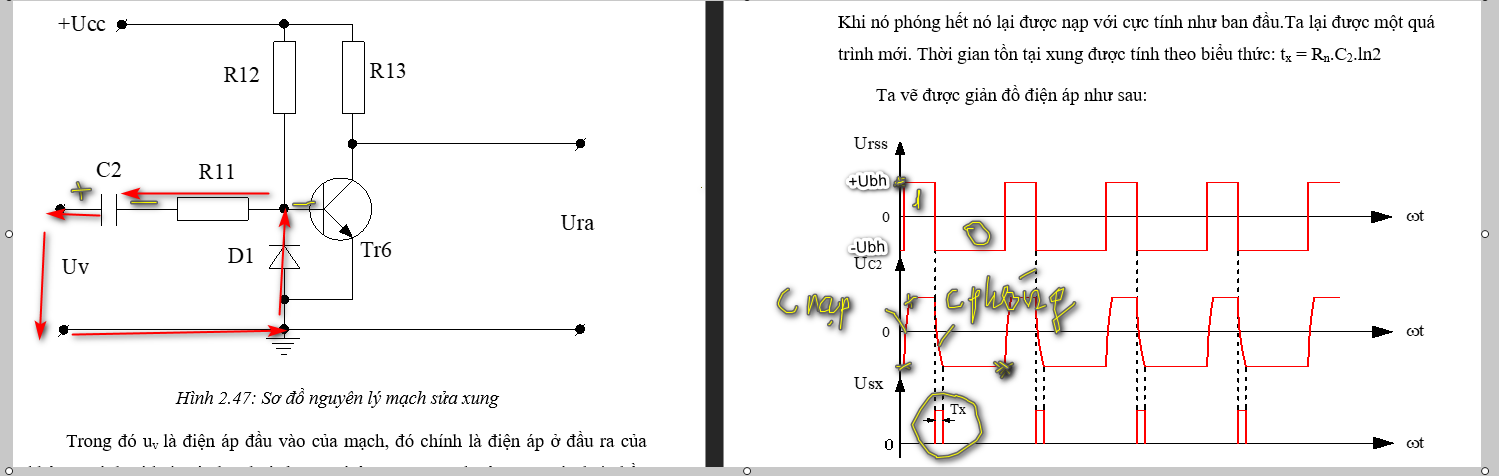 +Ucc
R12
R13
C2
R11
+
−
−
Ura
D1
Tr6
Uv
Hình 2.47: Sơ đồ nguyên lý mạch sửa xung
Trong đó uv là điện áp đầu vào của mạch, đó chính là điện áp ở đầu ra của
Khi nó phóng hết nó lại được nạp với cực tính như ban đầu.Ta lại được một quá
trình mới. Thời gian tồn tại xung được tính theo biểu thức: tx = Rn.C2.ln2
Ta vẽ được giản đồ điện áp như sau:
Urss
+Ubh
1
0
ωt
0
-Ubh
UC2
C nạp
C phóng
0
ωt
Usx
Tx
0
ωt